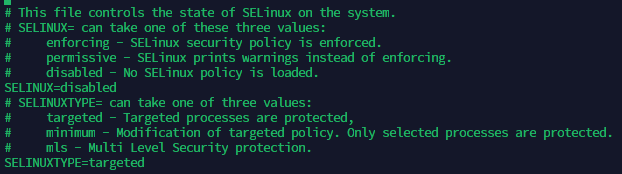 # This file controls the state of SELinux on the system.
# SELINUX= can take one of these three values:
#     enforcing - SELinux security policy is enforced.
#     permissive - SELinux prints warnings instead of enforcing.
#     disabled - No SELinux policy is loaded.
SELINUX=disabled
# SELINUXTYPE= can take one of three values:
#     targeted - Targeted processes are protected,
#     minimum - Modification of targeted policy. Only selected processes are protected.
#     mls - Multi Level Security protection.
SELINUXTYPE=targeted